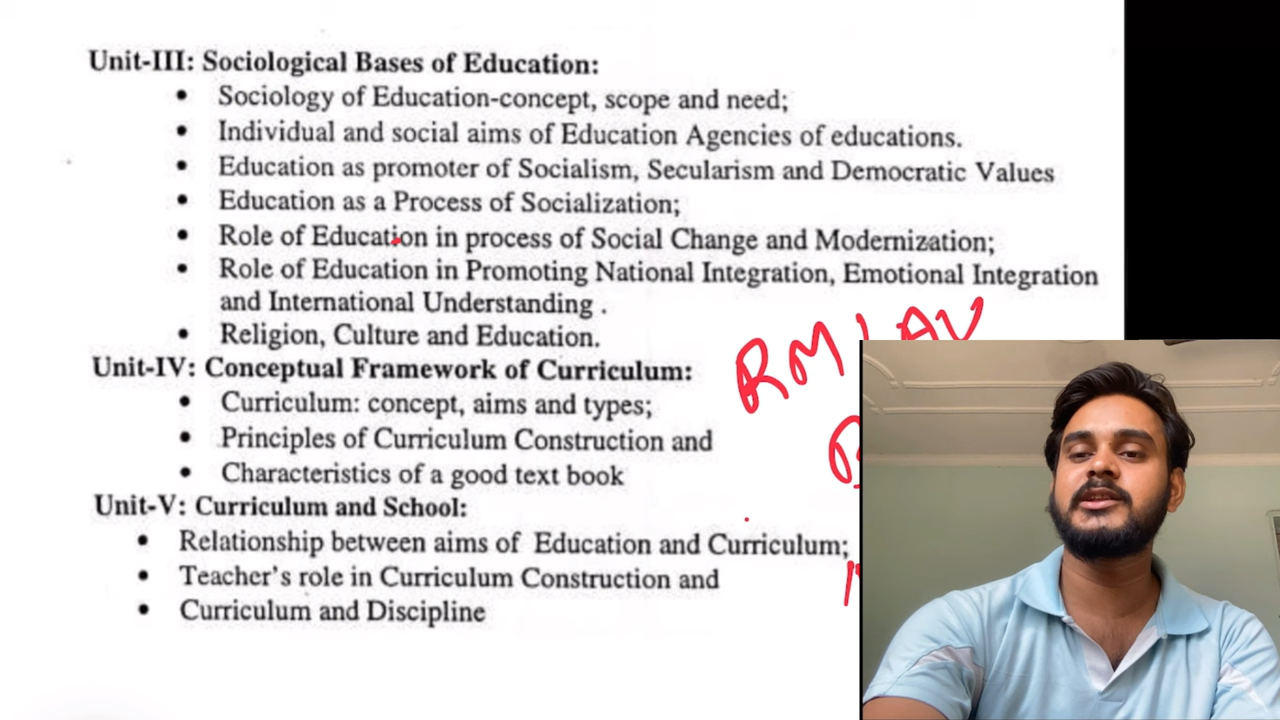 Unit-III: Sociological Bases of Education:
• Sociology of Education-concept, scope and need;
• Individual and social aims of Education Agencies of educations.
• Education as promoter of Socialism, Secularism and Democratic Values
• Education as a Process of Socialization;
• Role of Education in process of Social Change and Modernization;
• Role of Education in Promoting National Integration, Emotional Integration
and International Understanding .
• Religion, Culture and Education.
Unit-IV: Conceptual Framework of Curriculum:
• Curriculum: concept, aims and types;
• Principles of Curriculum Construction and
• Characteristics of a good text book
Unit-V: Curriculum and School:
• Relationship between aims of Education and Curriculum;
• Teacher's role in Curriculum Construction and
• Curriculum and Discipline
RMLAU